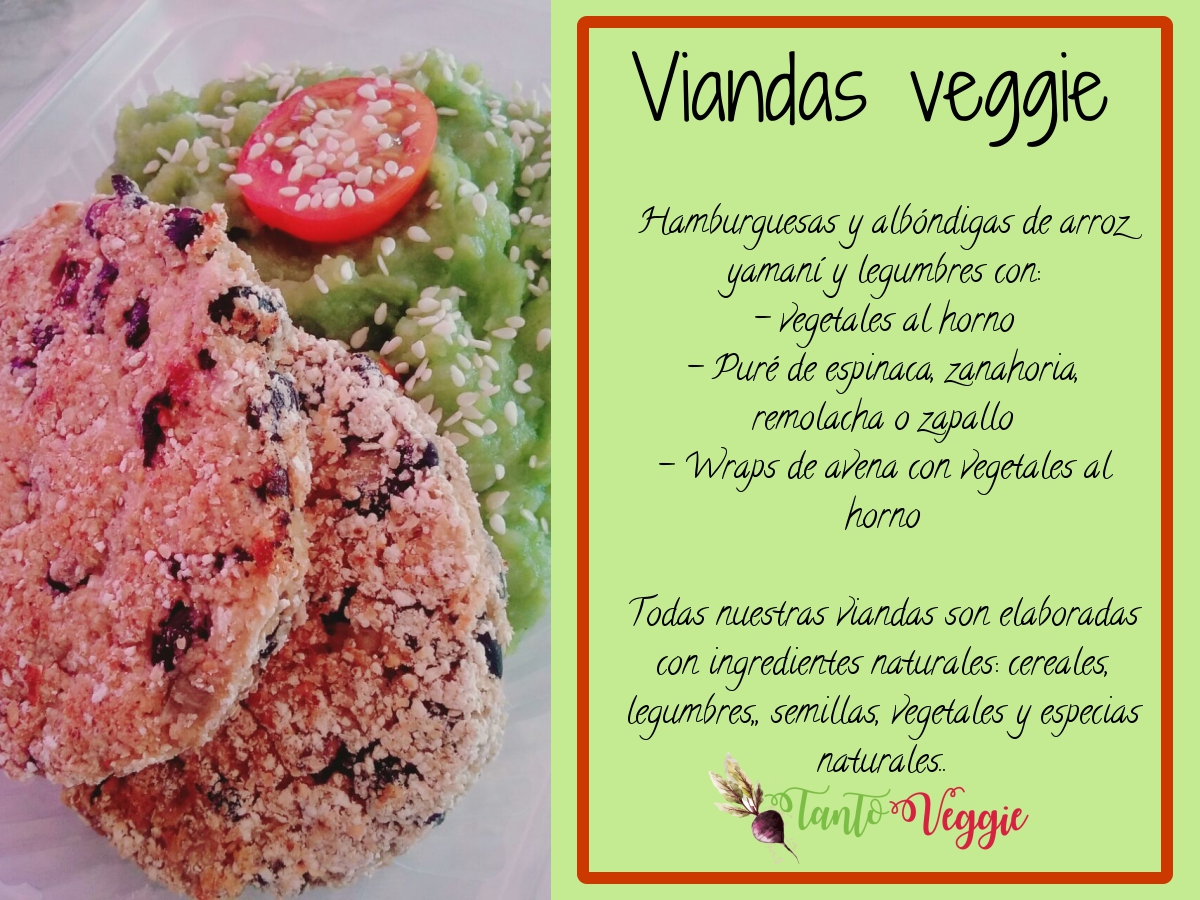 Viandas veggie
Hamburguesas y albóndigas de arroz
yamaní y legumbres con:
- vegetales al horno
- Puré de espinaca, zanahoria,
remolacha o zapallo
- Wraps de avena con vegetales al
horno
Todas nuestras viandas son elaboradas
con ingredientes naturales: cereales,
legumbres,, semillas, vegetales y especias
naturales..
Tanto Veggie